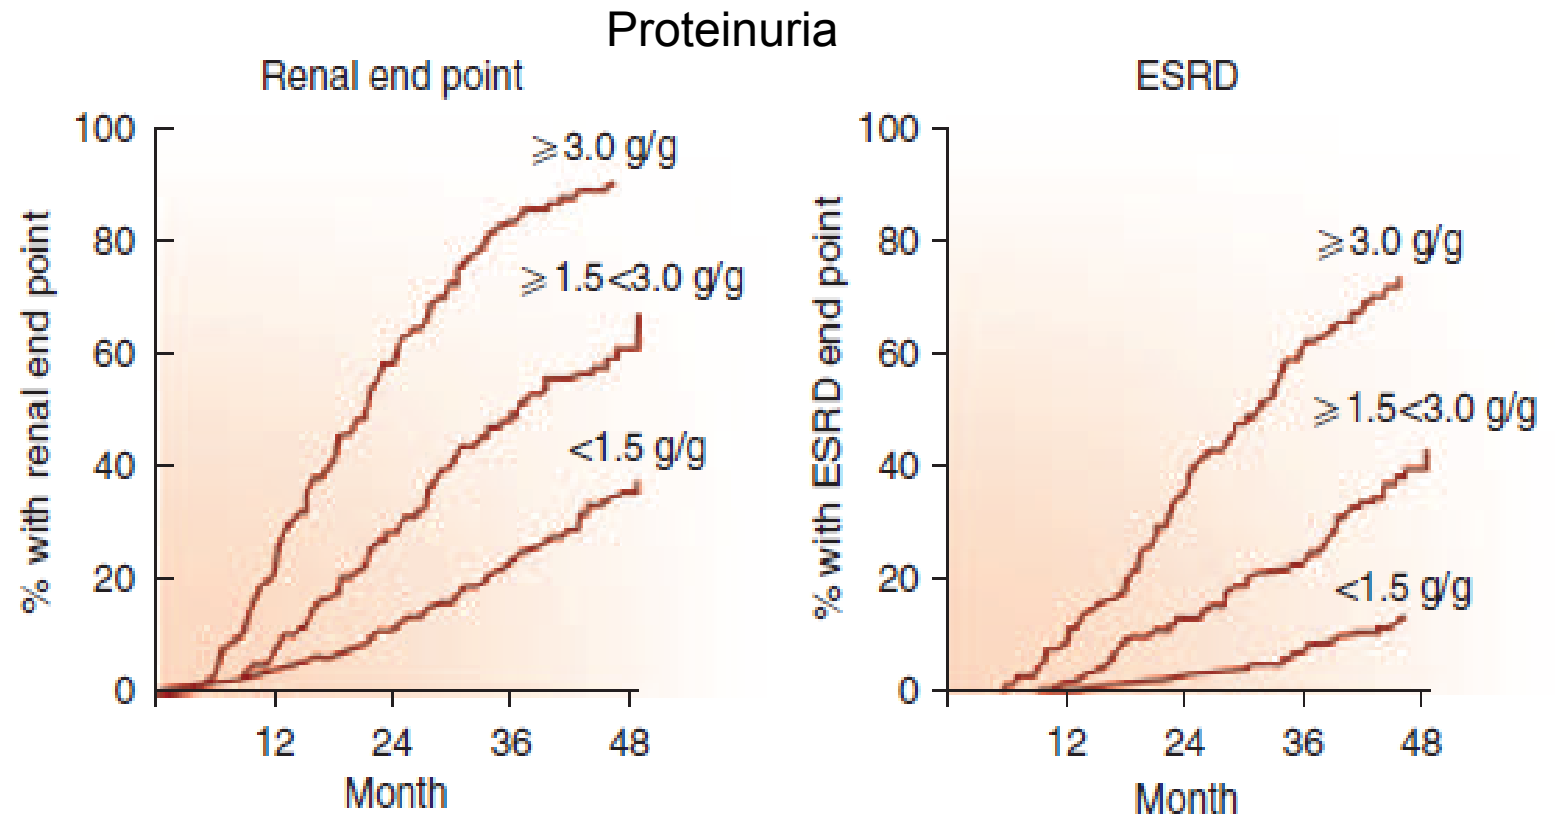 Proteinuria
Renal end point
% with renal end point
100
80
60
40
20
0
⩾3.0 g/g
⩾1.5<3.0 g/g
<1.5 g/g
12 24 36 48
Month
ESRD
% with ESRD end point
100
80
60
40
20
0
⩾3.0 g/g
⩾1.5<3.0 g/g
<1.5 g/g
12 24 36 48
Month